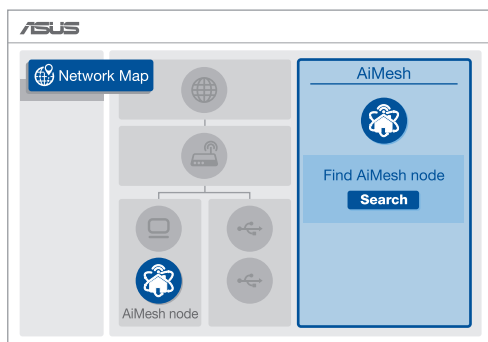 ASUS
Network Map
AiMesh
Find AiMesh node
Search
AiMesh node